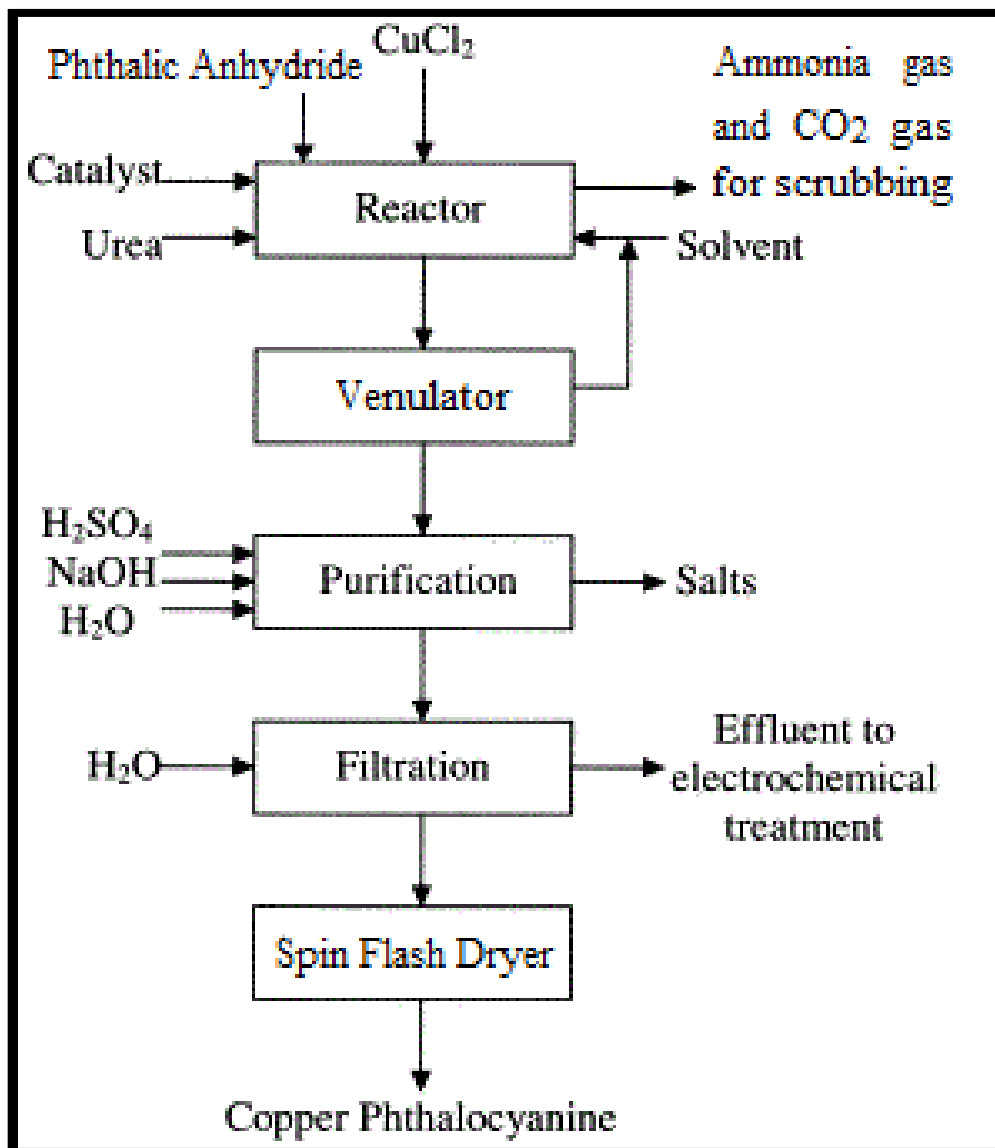 CuCl₂
Phthalic Anhydride
Ammonia gas
and CO2 gas
for scrubbing
Catalyst
Reactor
Urea
Solvent
Venulator
H₂SO₄
NaOH
H₂O
Purification
Salts
H₂O
Filtration
Effluent to
electrochemical
treatment
Spin Flash Dryer
Copper Phthalocyanine